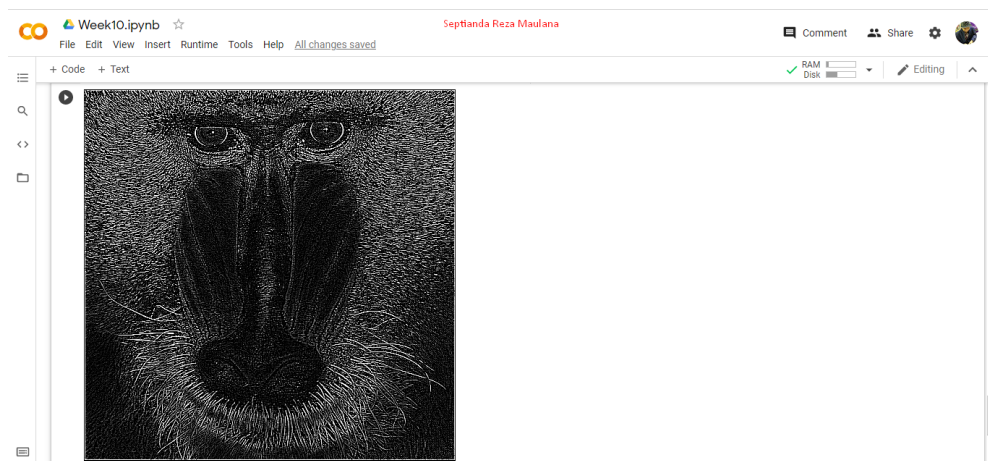 Week10.ipynb
Septianda Reza Maulana
File Edit View Insert Runtime Tools Help All changes saved
Comment
Share
+ Code + Text
RAM
Disk
Editing